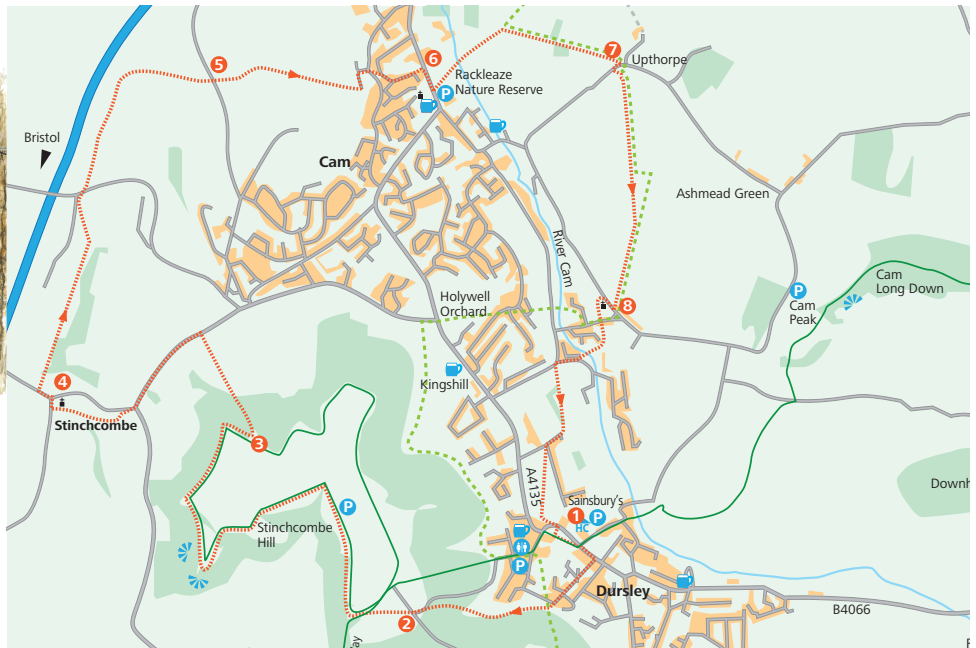 7
6
5
Upthorpe
Rackleaze
Nature Reserve
P
Bristol
Cam
Ashmead Green
River Cam
Cam
Long Down
P
Cam
Peak
Holywell
Orchard
8
Kingshill
4
Stinchcombe
3
A4135
Downh
Sainsbury's
1
P
HC
P
Stinchcombe
Hill
P
Dursley
B4066
2
ay